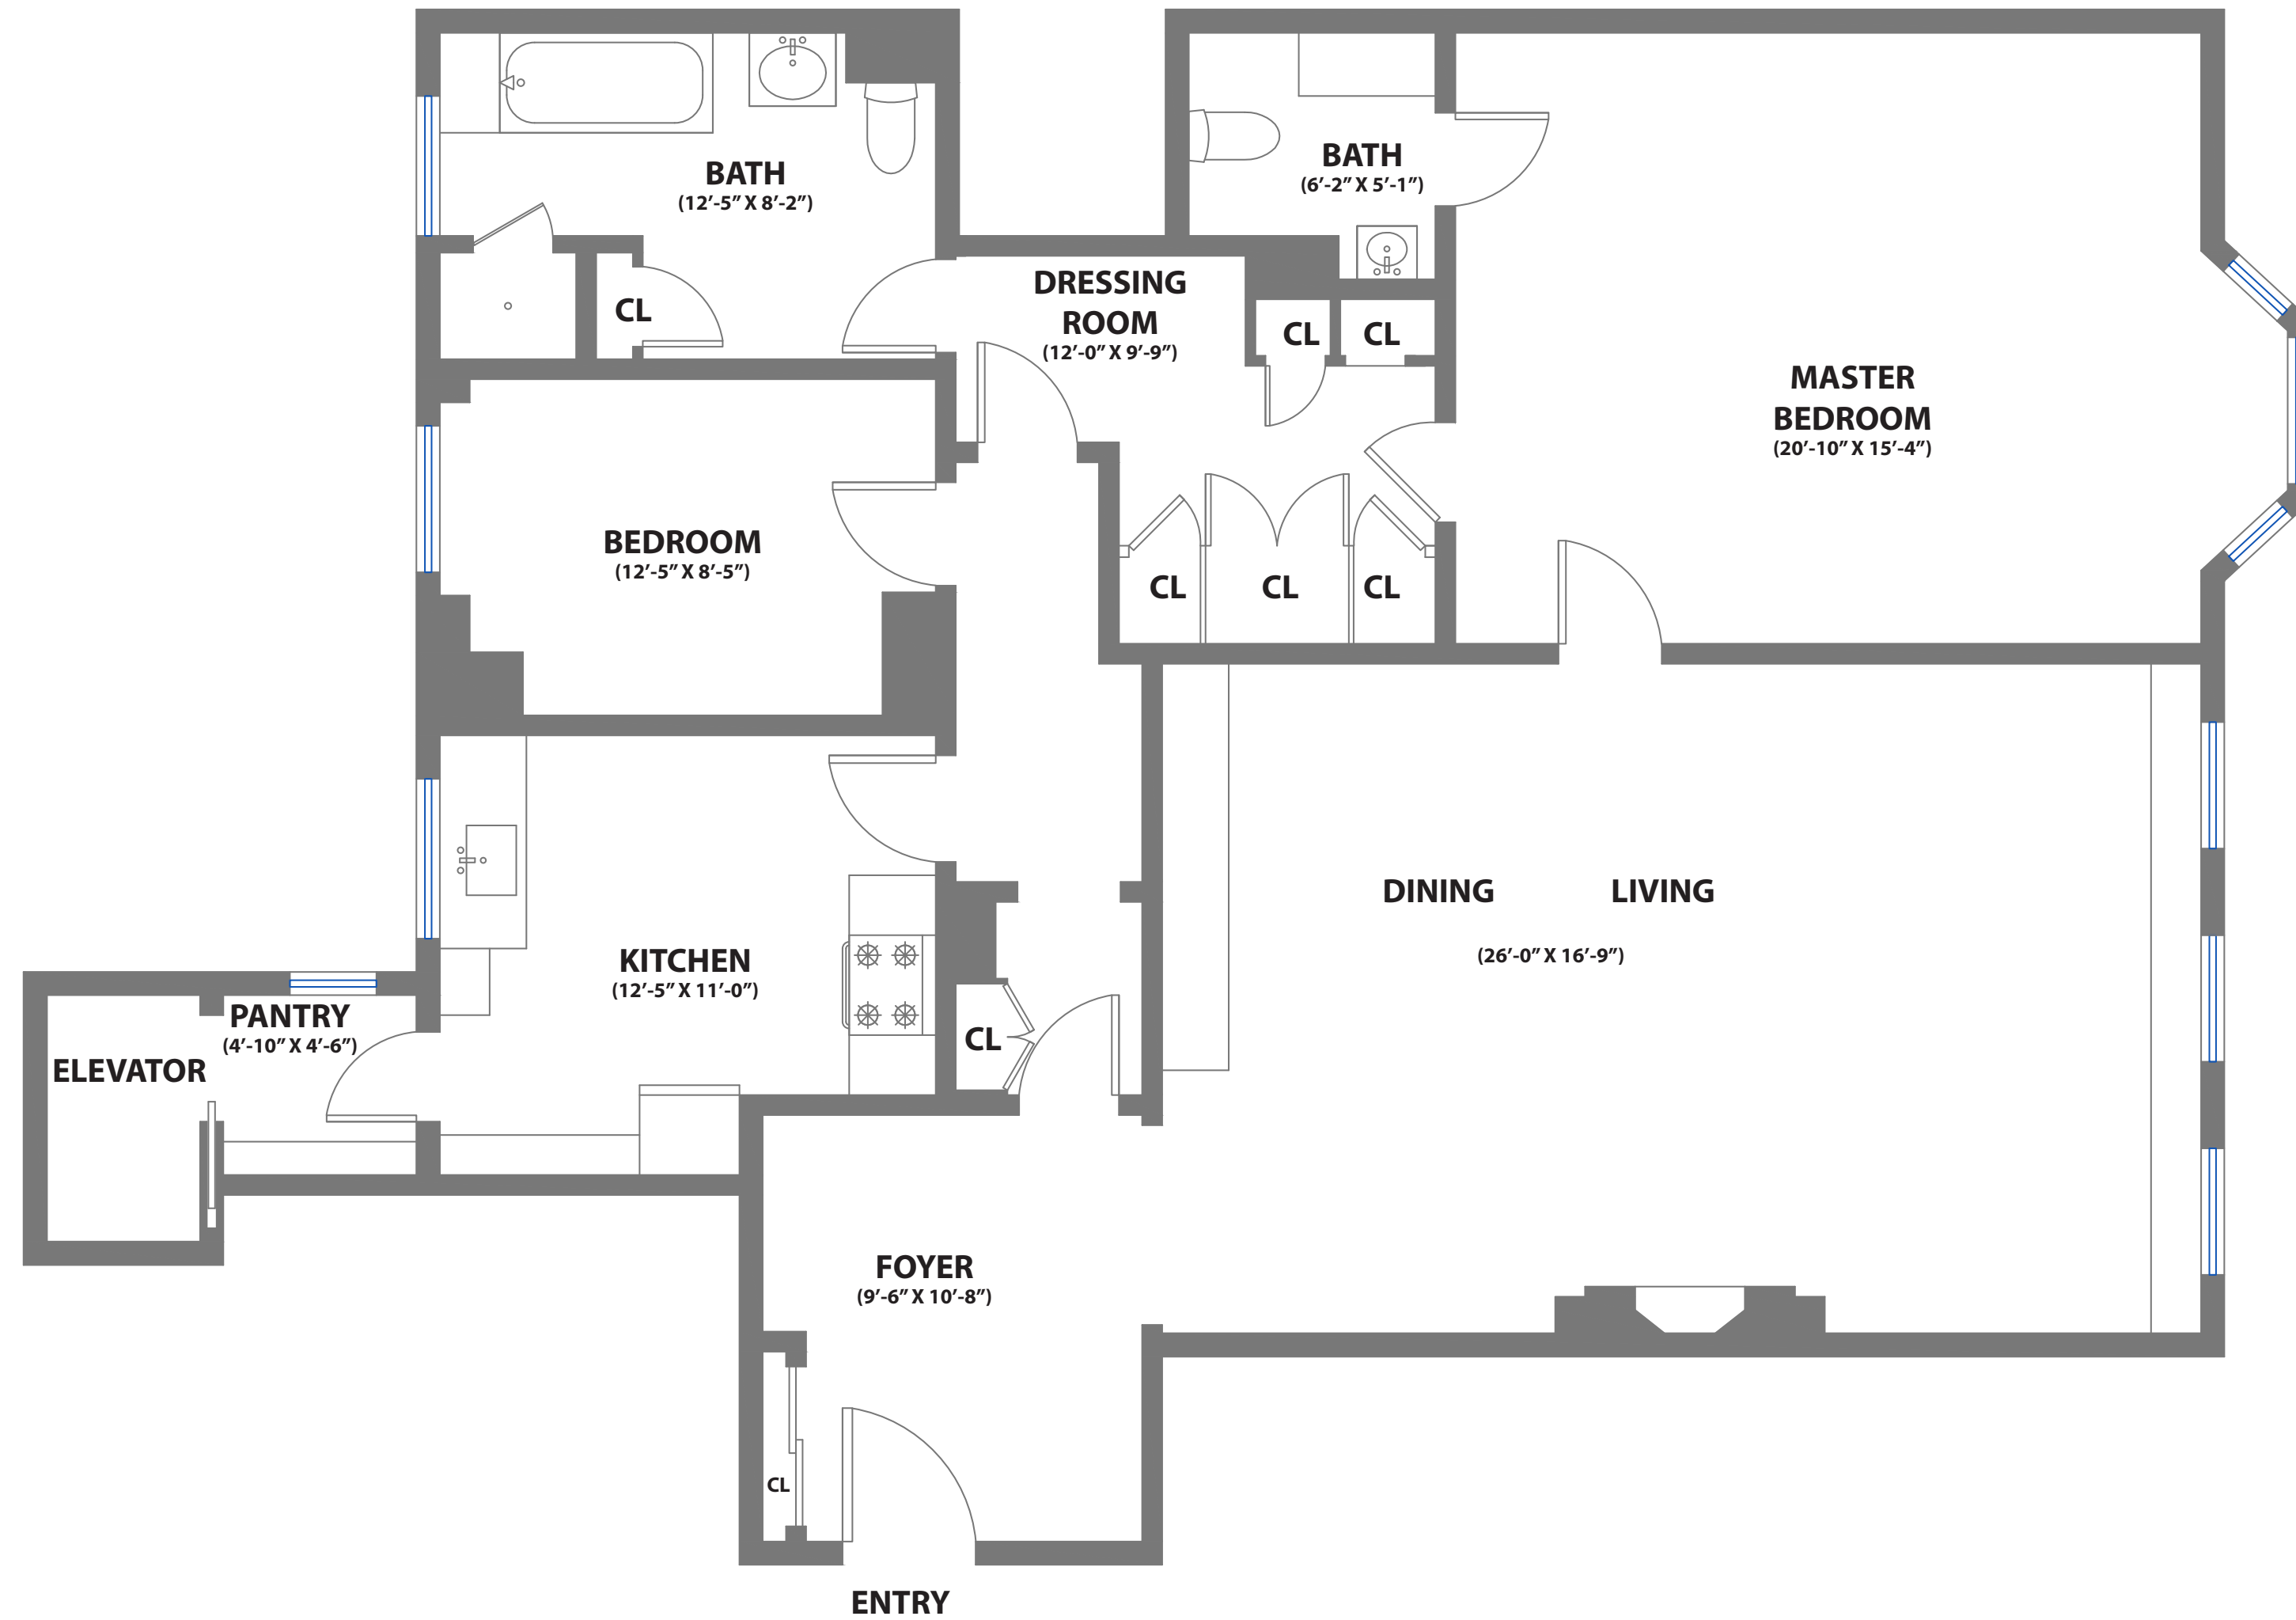 BATH
(12’-5” X 8’-2”)
BATH
(6’-2” X 5’-1”)
CL
DRESSING
ROOM
(12’-0” X 9’-9”)
CL
CL
MASTER
BEDROOM
(20’-10” X 15’-4”)
BEDROOM
(12’-5” X 8’-5”)
CL
CL
CL
DINING
LIVING
(26’-0” X 16’-9”)
KITCHEN
(12’-5” X 11’-0”)
PANTRY
(4’-10” X 4’-6”)
ELEVATOR
CL
FOYER
(9’-6” X 10’-8”)
CL
ENTRY